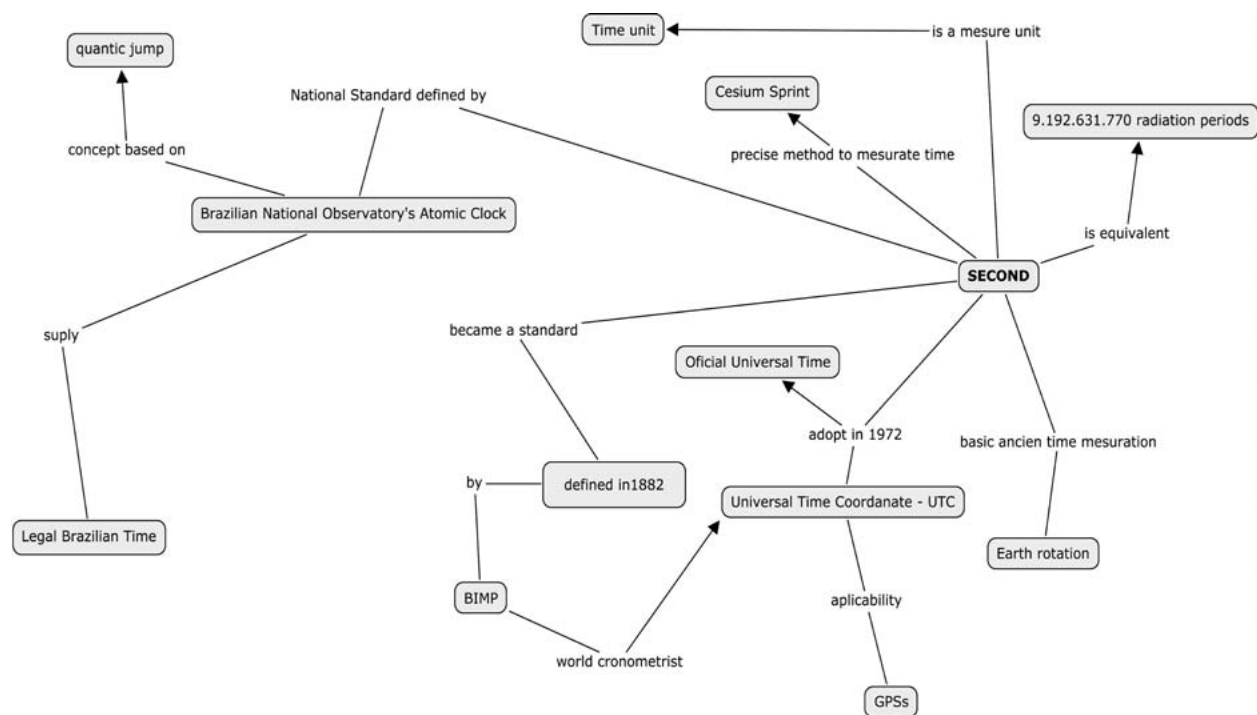 Time unit
is a mesure unit
quantic jump
National Standard defined by
Cesium Sprint
9.192.631.770 radiation periods
concept based on
precise method to mesurate time
Brazilian National Observatory's Atomic Clock
is equivalent
SECOND
suply
became a standard
Oficial Universal Time
adopt in 1972
basic ancien time mesuration
by
defined in1882
Universal Time Coordanate - UTC
Legal Brazilian Time
Earth rotation
BIMP
aplicability
world cronometrist
GPSs